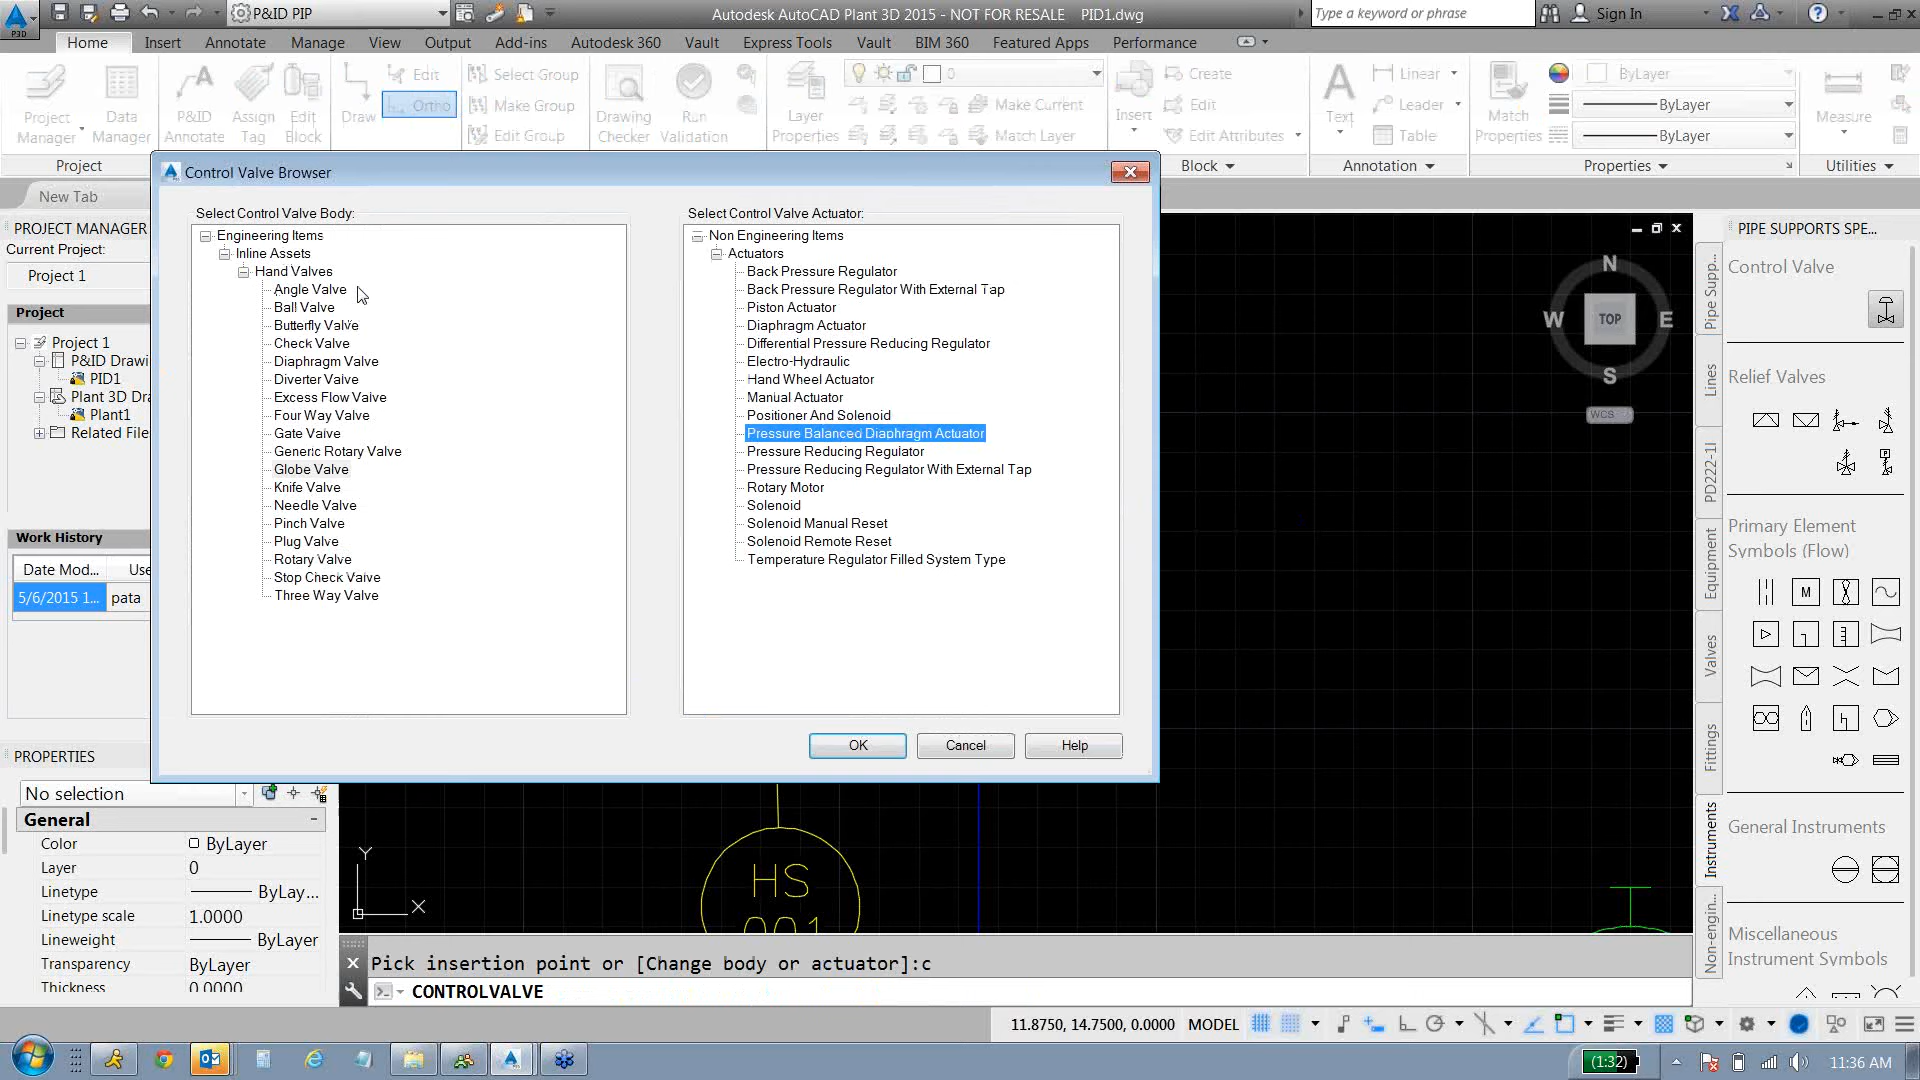 P3D
P&ID PIP
Autodesk AutoCAD Plant 3D 2015 - NOT FOR RESALE PID1.dwg
Type a keyword or phrase
Sign In
Home Insert Annotate Manage View Output Add-ins Autodesk 360 Vault Express Tools Vault BIM 360 Featured Apps Performance
Project Manager
Data Manager
P&ID Annotate
Assign Tag
Edit Block
Draw
Edit
Ortho
Select Group
Make Group
Edit Group
Drawing Checker
Run Validation
Layer Properties
0
Make Current
Match Layer
Insert
Create
Edit
Edit Attributes
Text
Linear
Leader
Table
Match Properties
ByLayer
ByLayer
ByLayer
Measure
Project
Block
Annotation
Properties
Utilities
New Tab
PROJECT MANAGER
Current Project:
Project 1
Project
Project 1
P&ID Drawi
PID1
Plant 3D Dra
Plant1
Related File
Work History
Date Mod... Use
5/6/2015 1... pata
Control Valve Browser
Select Control Valve Body:
Engineering Items
Inline Assets
Hand Valves
Angle Valve
Ball Valve
Butterfly Valve
Check Valve
Diaphragm Valve
Diverter Valve
Excess Flow Valve
Four Way Valve
Gate Valve
Generic Rotary Valve
Globe Valve
Knife Valve
Needle Valve
Pinch Valve
Plug Valve
Rotary Valve
Stop Check Valve
Three Way Valve
Select Control Valve Actuator:
Non Engineering Items
Actuators
Back Pressure Regulator
Back Pressure Regulator With External Tap
Piston Actuator
Diaphragm Actuator
Differential Pressure Reducing Regulator
Electro-Hydraulic
Hand Wheel Actuator
Manual Actuator
Positioner And Solenoid
Pressure Balanced Diaphragm Actuator
Pressure Reducing Regulator
Pressure Reducing Regulator With External Tap
Rotary Motor
Solenoid
Solenoid Manual Reset
Solenoid Remote Reset
Temperature Regulator Filled System Type
OK Cancel Help
N
W TOP E
S
WCS
PIPE SUPPORTS SPE...
Control Valve
Relief Valves
Primary Element
Symbols (Flow)
M
General Instruments
Miscellaneous
Instrument Symbols
Pipe Supp...
Lines
PD222-1I
Equipment
Valves
Fittings
Instruments
Non-engin...
PROPERTIES
No selection
General
Color ByLayer
Layer 0
Linetype ByLay...
Linetype scale 1.0000
Lineweight ByLayer
Transparency ByLayer
Thickness 0.0000
Y
X
HS
001
Pick insertion point or [Change body or actuator]:c
CONTROLVALVE
11.8750, 14.7500, 0.0000 MODEL
(1:32)
11:36 AM